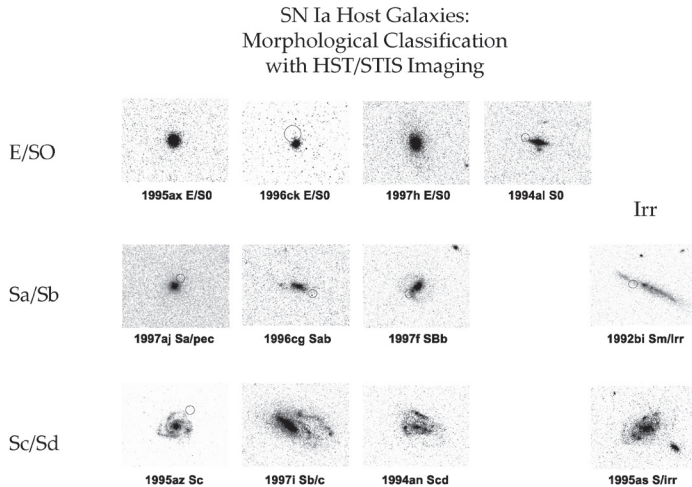 SN Ia Host Galaxies:
Morphological Classification
with HST/STIS Imaging
E/SO
1995ax E/S0
1996ck E/S0
1997h E/S0
1994al S0
Irr
Sa/Sb
1997aj Sa/pec
1996cg Sab
1997f SBb
1992bi Sm/Irr
Sc/Sd
1995az Sc
1997i Sb/c
1994an Scd
1995as S/irr